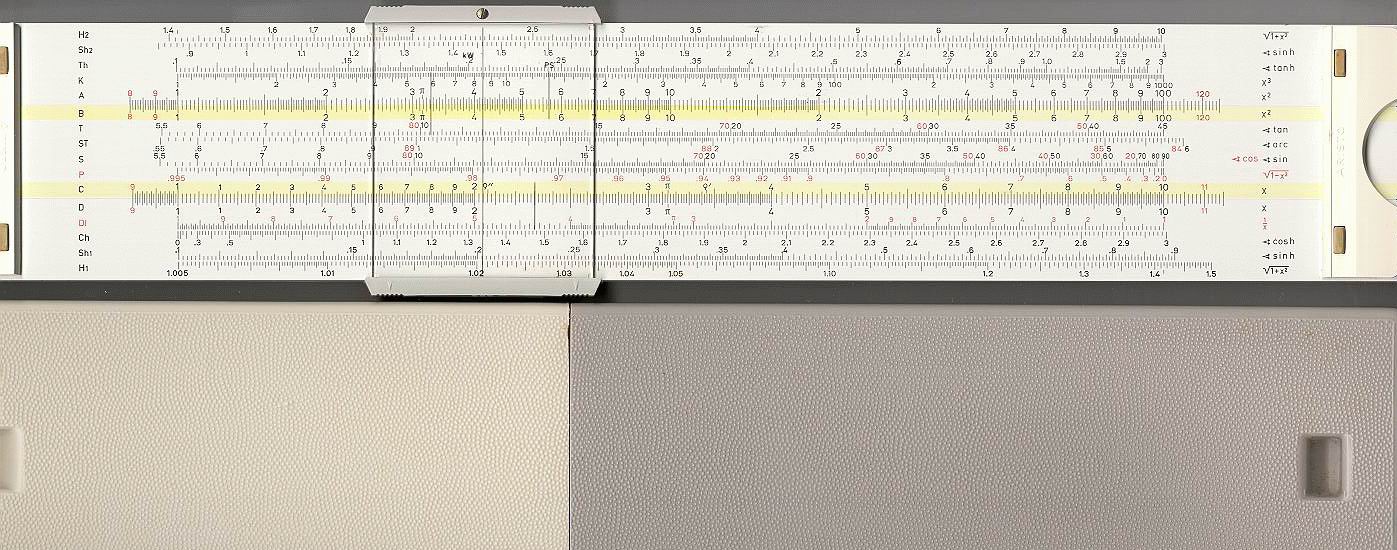 H2 1.4 1.5 1.6 1.7 1.8 1.9 2 2.5 3 3.5 4 5 6 7 8 9 10 √1+x²
Sh2 .9 1 1.1 1.2 1.3 1.4 1.5 1.6 1.7 1.8 1.9 2 2.1 2.2 2.3 2.4 2.5 2.6 2.7 2.8 2.9 3 ∢ sinh
Th .1 .15 .2 kW PS .3 .35 .4 .5 .6 .7 .8 .9 1.0 1.5 2 3 ∢ tanh
K 1 2 3 4 5 6 7 8 9 10 2 3 4 5 6 7 8 9 100 2 3 4 5 6 7 8 9 1000 x³
A 8 9 1 2 3 π 4 5 6 7 8 9 10 2 3 4 5 6 7 8 9 100 120 x²
B 8 9 1 2 3 π 4 5 6 7 8 9 10 2 3 4 5 6 7 8 9 100 120 x²
T 5.5 6 7 8 9 80 10 15 70 20 25 60 30 35 50 40 45 ∢ tan
ST .55 .6 .7 .8 .9 89 1 1.5 88 2 2.5 87 3 3.5 86 4 4.5 85 5 5.5 84 6 ∢ arc
S 5.5 6 7 8 9 80 10 15 70 20 25 60 30 35 50 40 40 50 30 60 20 70 80 90 ∢ cos ∢ sin
P .995 .99 .98 .97 .96 .95 .94 .93 .92 .91 .9 .8 .7 .6 .5 .4 .3 .2 0 √1-x²
C 9 1 1 2 3 4 5 6 7 8 9 2 ϱ″ 3 π ϱ′ 4 5 6 7 8 9 10 11 x
D 9 1 1 2 3 4 5 6 7 8 9 2 3 π 4 5 6 7 8 9 10 11 x
DI 9 8 7 6 5 4 π 3 2 9 8 7 6 5 4 3 2 1 1 1/x
Ch 0 .3 .5 1 1.1 1.2 1.3 1.4 1.5 1.6 1.7 1.8 1.9 2 2.1 2.2 2.3 2.4 2.5 2.6 2.7 2.8 2.9 3 ∢ cosh
Sh1 .1 .15 .2 .25 .3 .35 .4 .5 .6 .7 .8 .9 ∢ sinh
H1 1.005 1.01 1.02 1.03 1.04 1.05 1.10 1.2 1.3 1.4 1.5 √1+x²
ARISTO